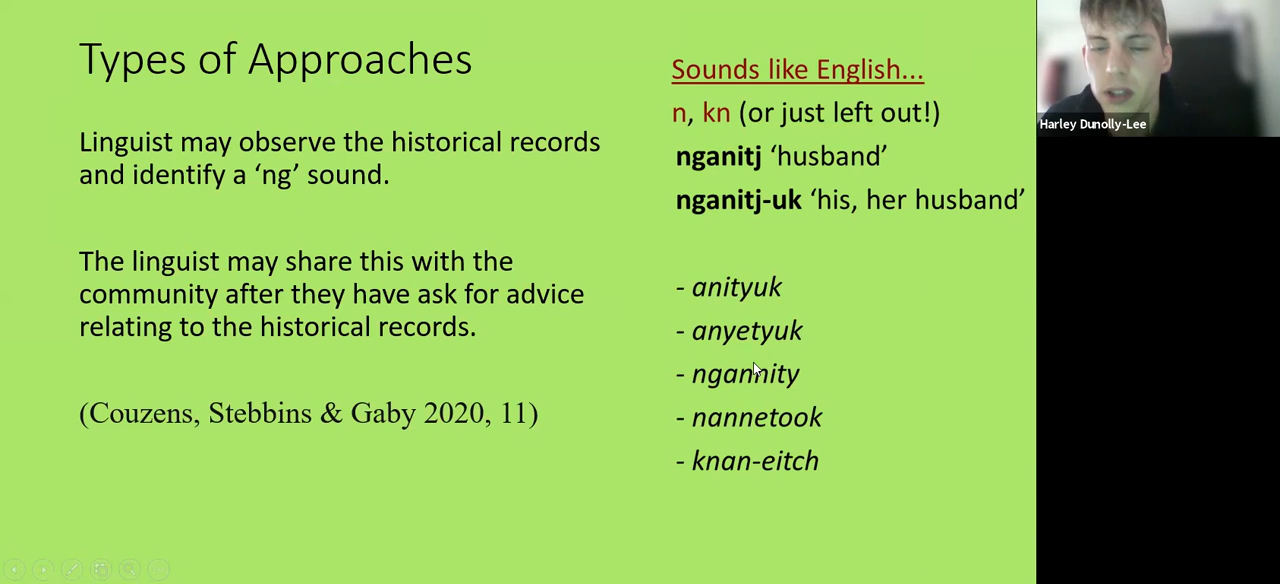 Types of Approaches
Linguist may observe the historical records
and identify a ‘ng’ sound.
The linguist may share this with the
community after they have ask for advice
relating to the historical records.
(Couzens, Stebbins & Gaby 2020, 11)
Sounds like English...
n, kn (or just left out!)
nganitj ‘husband’
nganitj-uk ‘his, her husband’
- anityuk
- anyetyuk
- ngannity
- nannetook
- knan-eitch
Harley Dunolly-Lee